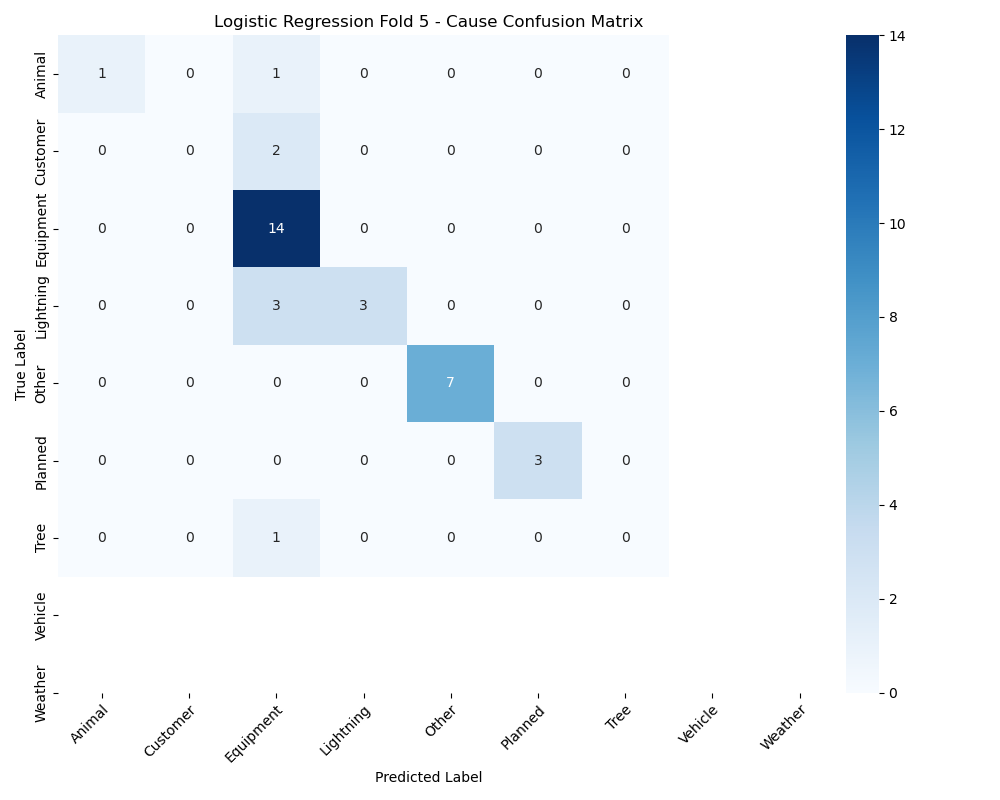 Logistic Regression Fold 5 - Cause Confusion Matrix
True Label
Animal 1 0 1 0 0 0 0
Customer 0 0 2 0 0 0 0
Equipment 0 0 14 0 0 0 0
Lightning 0 0 3 3 0 0 0
Other 0 0 0 0 7 0 0
Planned 0 0 0 0 0 3 0
Tree 0 0 1 0 0 0 0
Vehicle
Weather
Animal Customer Equipment Lightning Other Planned Tree Vehicle Weather
Predicted Label
14
12
10
8
6
4
2
0